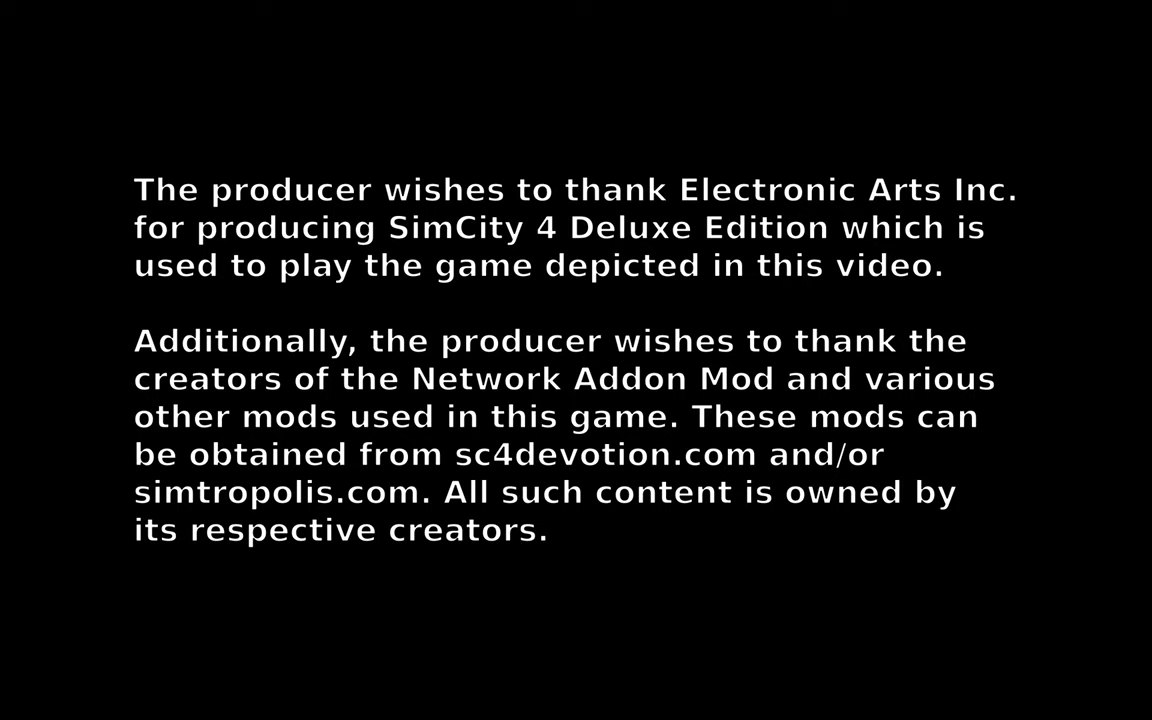 The producer wishes to thank Electronic Arts Inc.
for producing SimCity 4 Deluxe Edition which is
used to play the game depicted in this video.
Additionally, the producer wishes to thank the
creators of the Network Addon Mod and various
other mods used in this game. These mods can
be obtained from sc4devotion.com and/or
simtropolis.com. All such content is owned by
its respective creators.